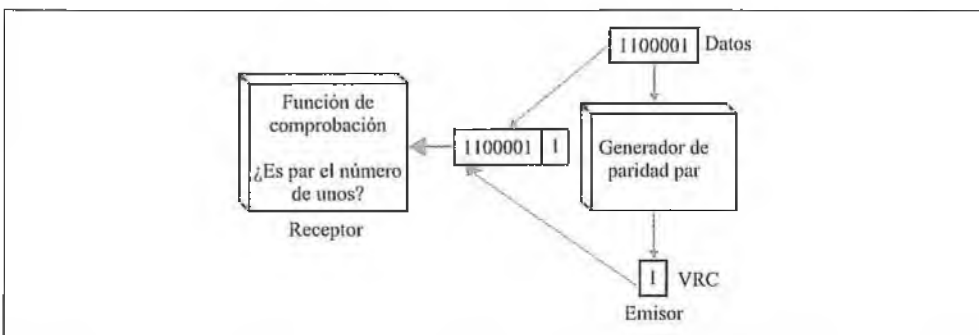 1100001 Datos
Función de
comprobación
¿Es par el número
de unos?
Receptor
1100001 1
Generador de
paridad par
1 VRC
Emisor